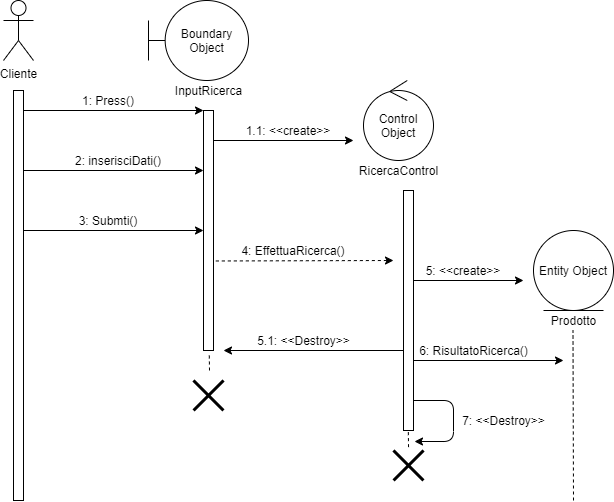 Boundary
Object
Cliente
InputRicerca
1: Press()
1.1: <<create>>
Control
Object
RicercaControl
2: inserisciDati()
3: Submti()
4: EffettuaRicerca()
5: <<create>>
Entity Object
Prodotto
5.1: <<Destroy>>
6: RisultatoRicerca()
7: <<Destroy>>